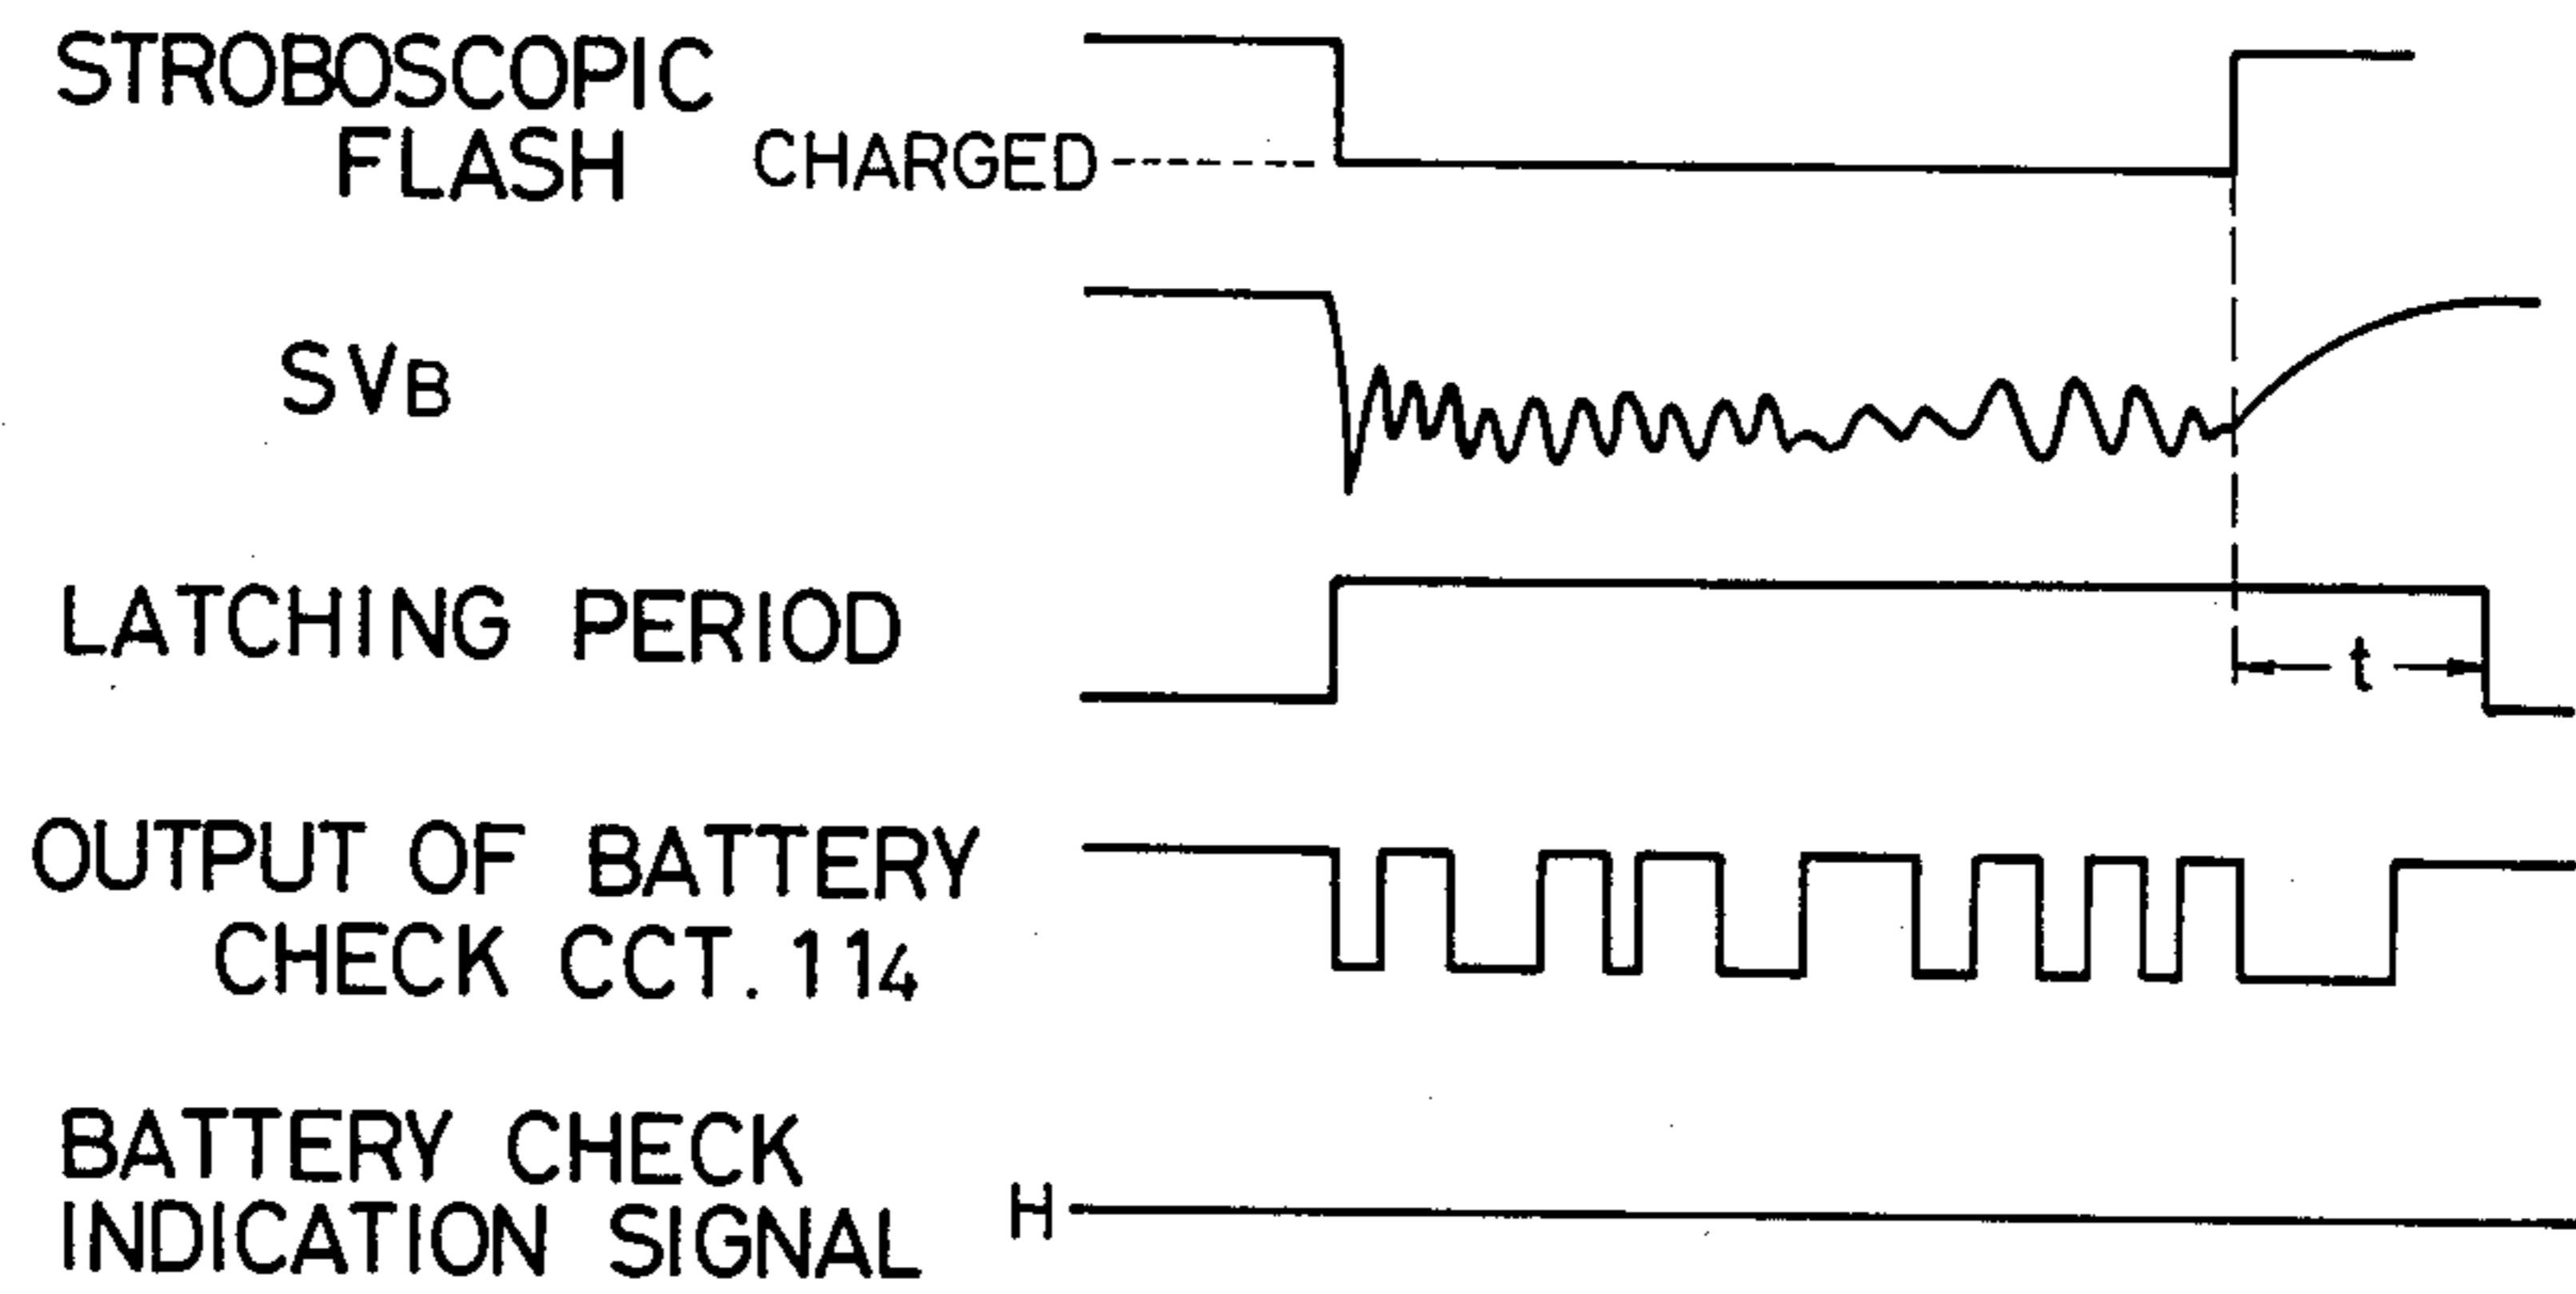 STROBOSCOPIC
FLASH CHARGED
SVB
LATCHING PERIOD
t
OUTPUT OF BATTERY
CHECK CCT. 114
BATTERY CHECK
INDICATION SIGNAL H